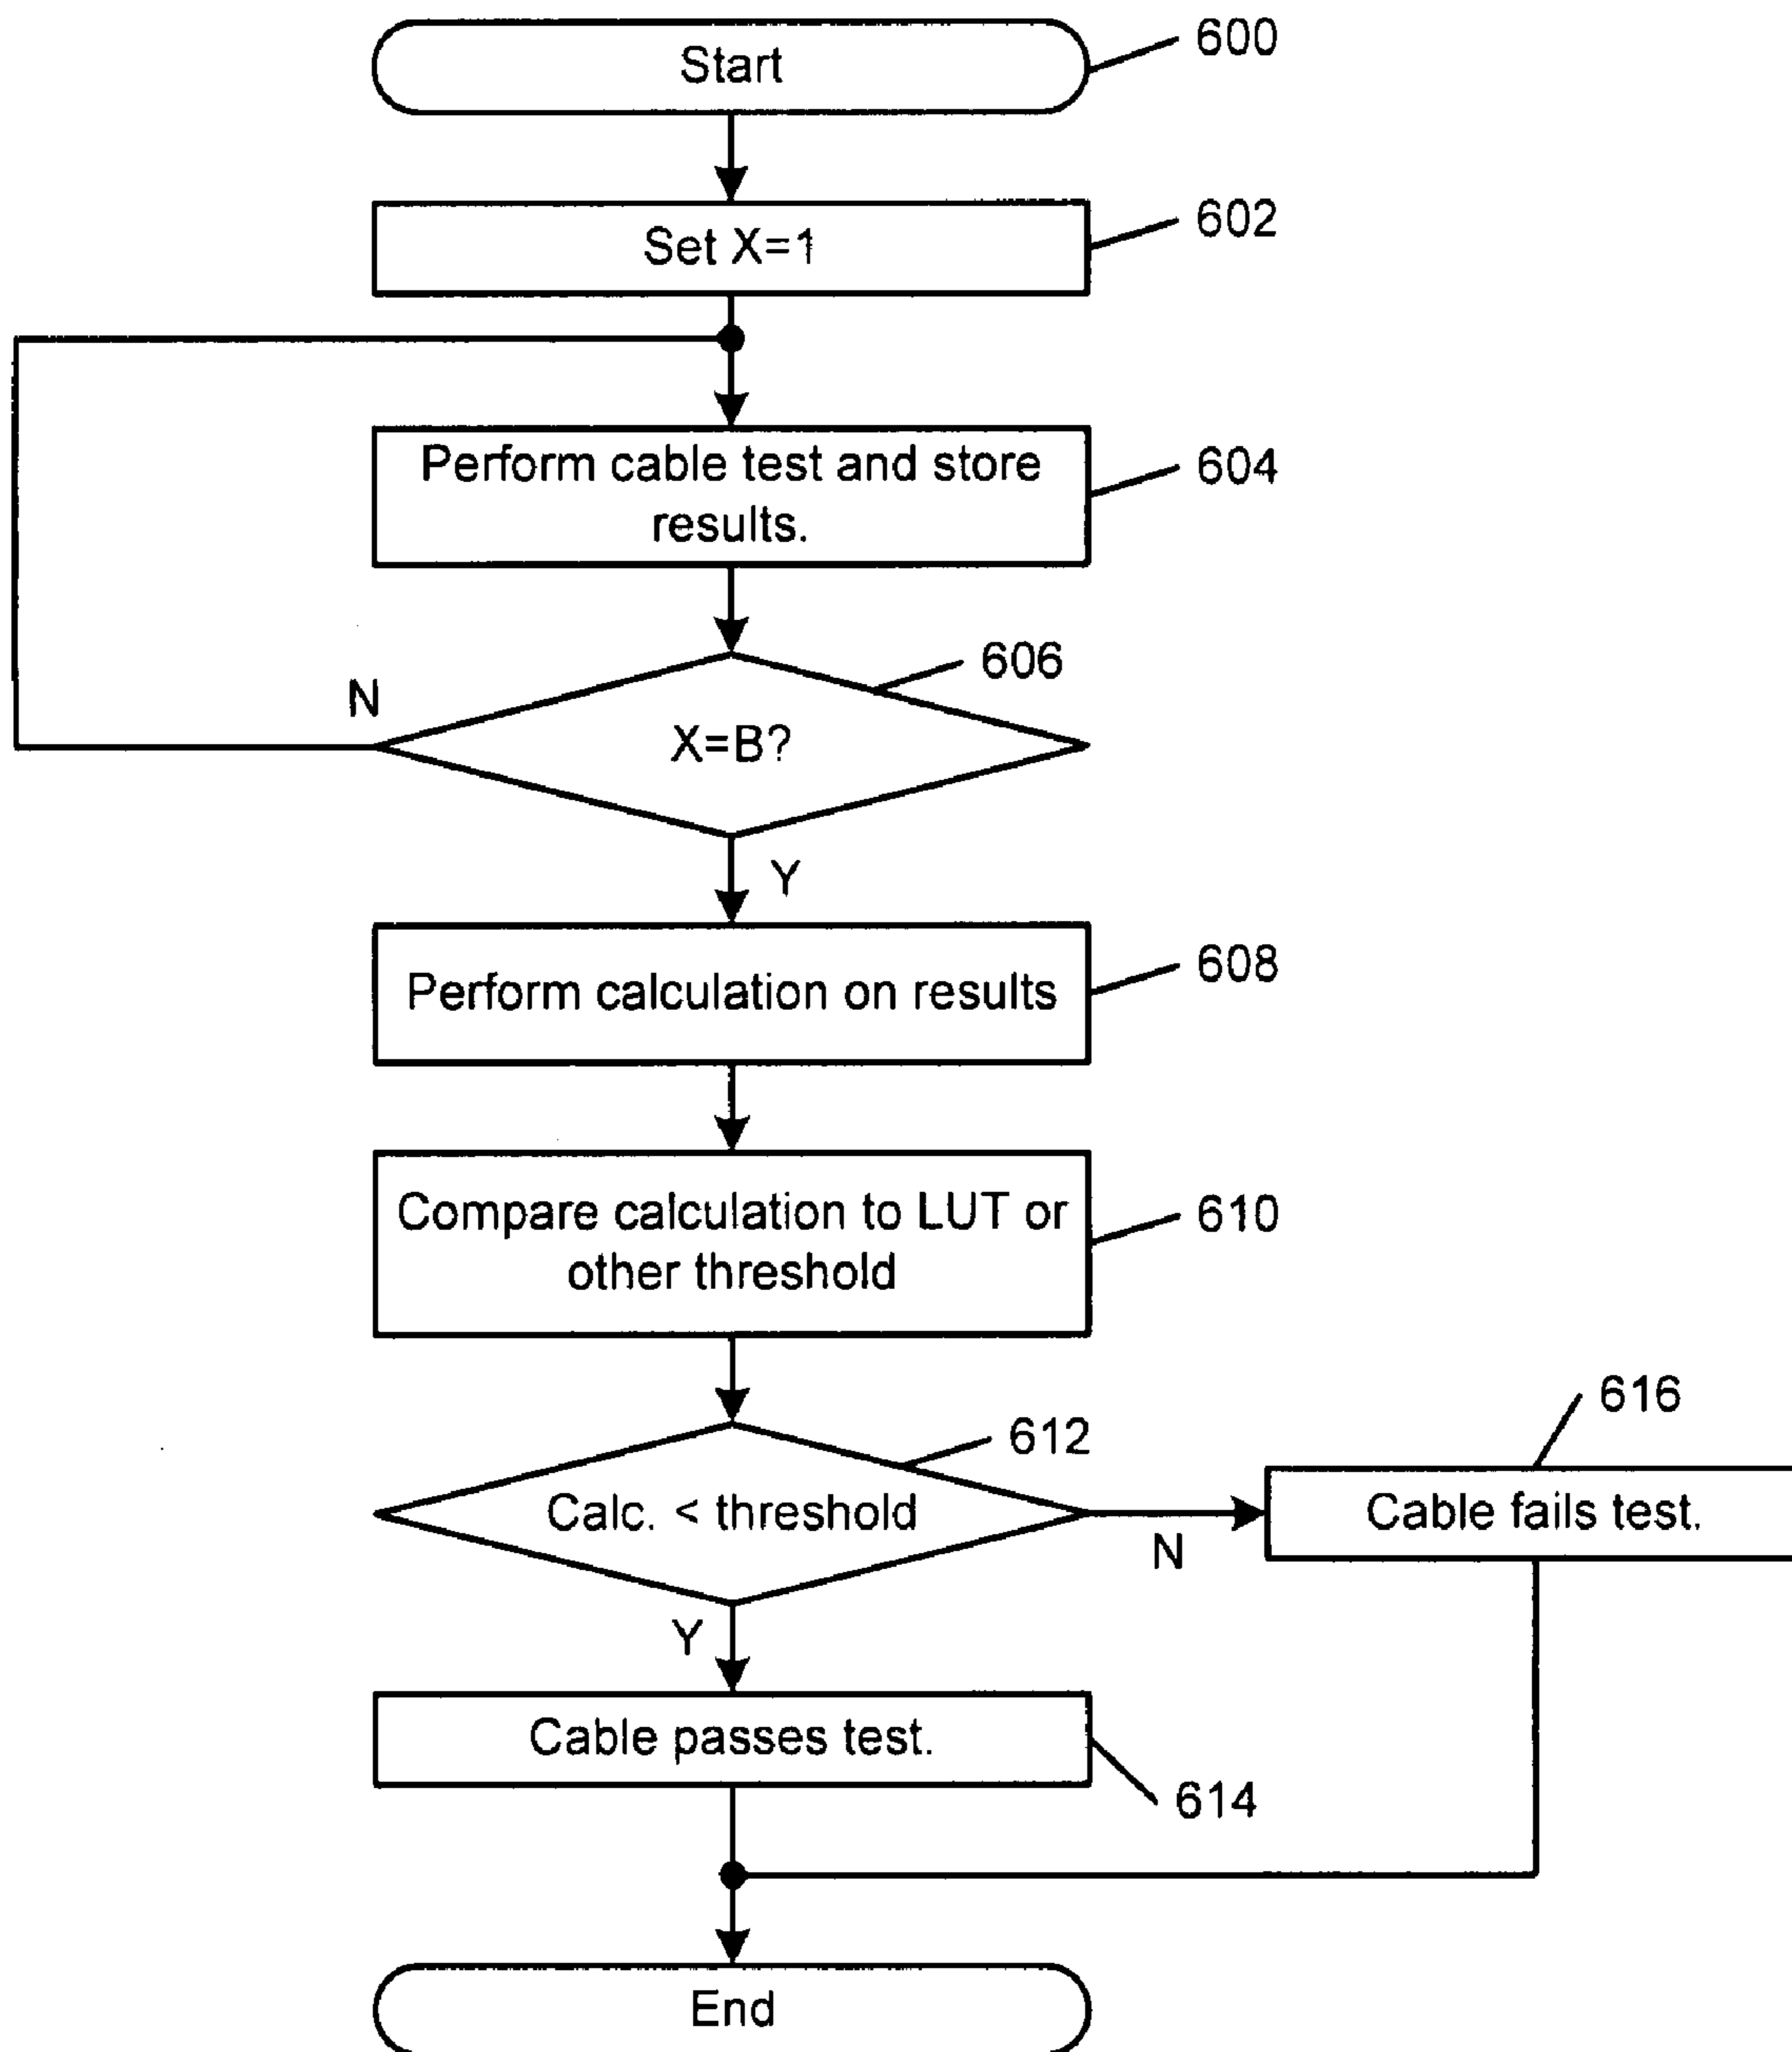 Start
600
Set X=1
602
Perform cable test and store
results.
604
606
N
X=B?
Y
Perform calculation on results
608
Compare calculation to LUT or
other threshold
610
612
616
Calc. < threshold
N
Cable fails test.
Y
Cable passes test.
614
End